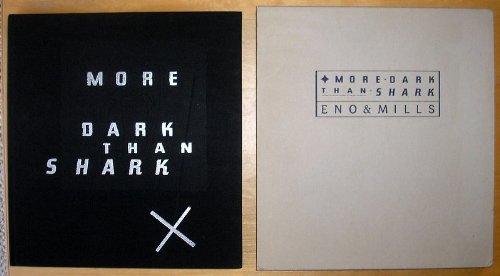 MORE
DARK
THAN
SHARK
MORE·DARK
THAN·SHARK
ENO & MILLS